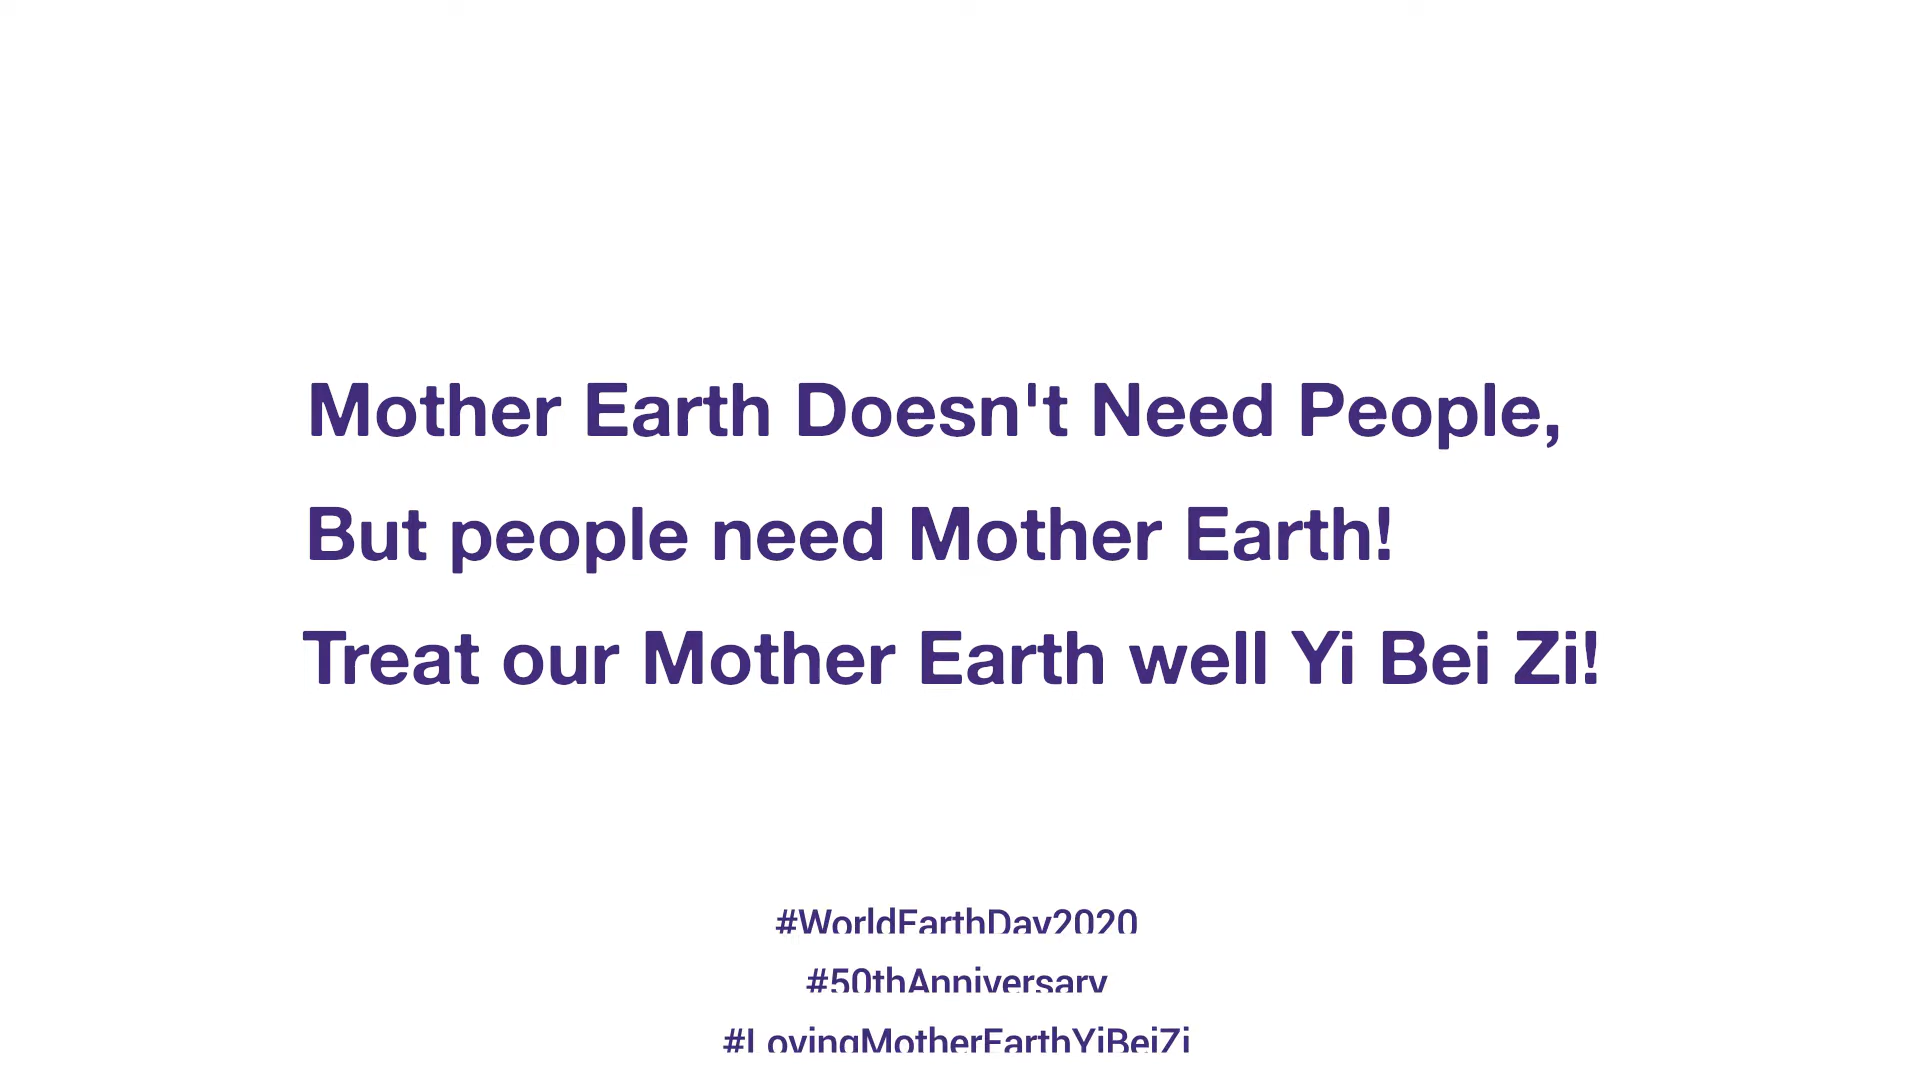 Mother Earth Doesn't Need People,
But people need Mother Earth!
Treat our Mother Earth well Yi Bei Zi!
#WorldEarthDay2020
#50thAnniversary
#LovingMotherEarthYiBeiZi